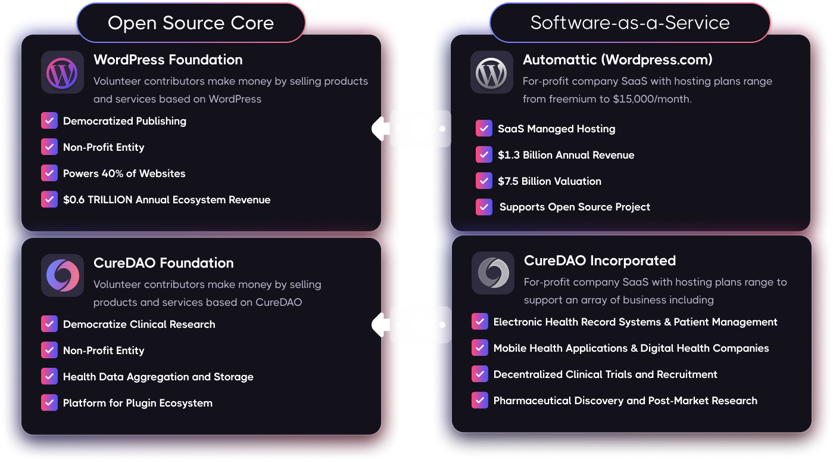 Open Source Core
WordPress Foundation
Volunteer contributors make money by selling products
and services based on WordPress
Democratized Publishing
Non-Profit Entity
Powers 40% of Websites
$0.6 TRILLION Annual Ecosystem Revenue
CureDAO Foundation
Volunteer contributors make money by selling
products and services based on CureDAO
Democratize Clinical Research
Non-Profit Entity
Health Data Aggregation and Storage
Platform for Plugin Ecosystem
Software-as-a-Service
Automattic (Wordpress.com)
For-profit company SaaS with hosting plans range
from freemium to $15,000/month.
SaaS Managed Hosting
$1.3 Billion Annual Revenue
$7.5 Billion Valuation
Supports Open Source Project
CureDAO Incorporated
For-profit company SaaS with hosting plans range to
support an array of business including
Electronic Health Record Systems & Patient Management
Mobile Health Applications & Digital Health Companies
Decentralized Clinical Trials and Recruitment
Pharmaceutical Discovery and Post-Market Research